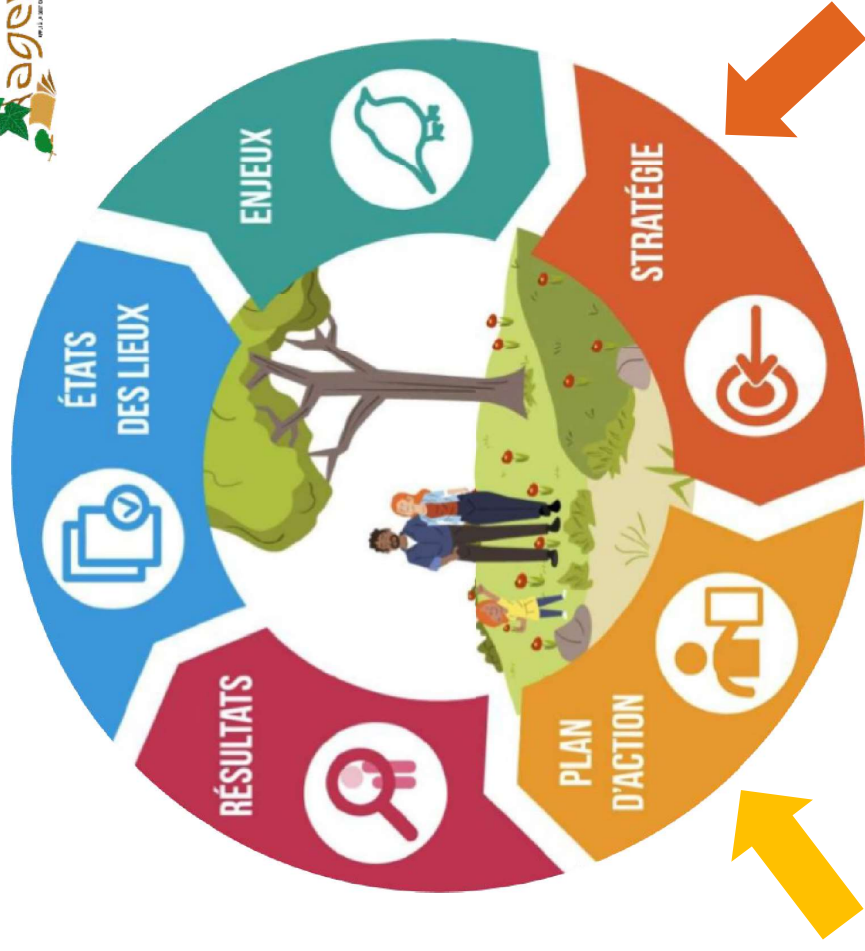 ÉTATS
DES LIEUX
ENJEUX
STRATÉGIE
PLAN
D'ACTION
RÉSULTATS